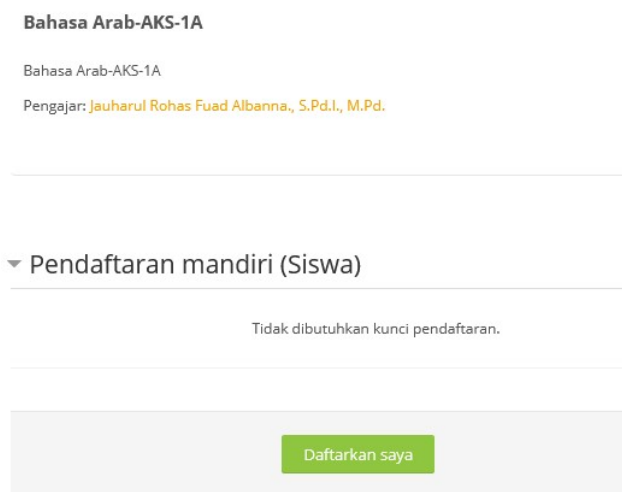 Bahasa Arab-AKS-1A
Bahasa Arab-AKS-1A
Pengajar: Jauharul Rohas Fuad Albanna., S.Pd.I., M.Pd.
Pendaftaran mandiri (Siswa)
Tidak dibutuhkan kunci pendaftaran.
Daftarkan saya